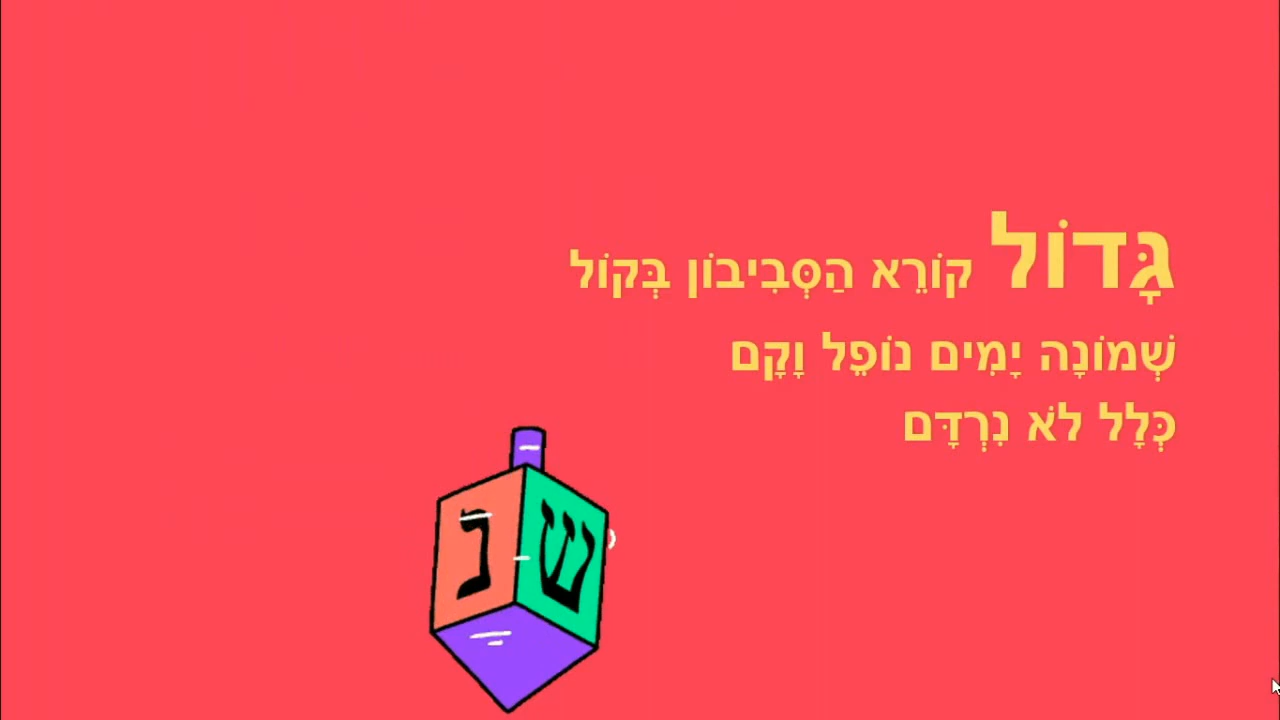 גָּדוֹל קוֹרֵא הַסְּבִיבוֹן בְּקוֹל
שְׁמוֹנָה יָמִים נוֹפֵל וָקָם
כְּלָל לֹא נִרְדָּם
נ ש